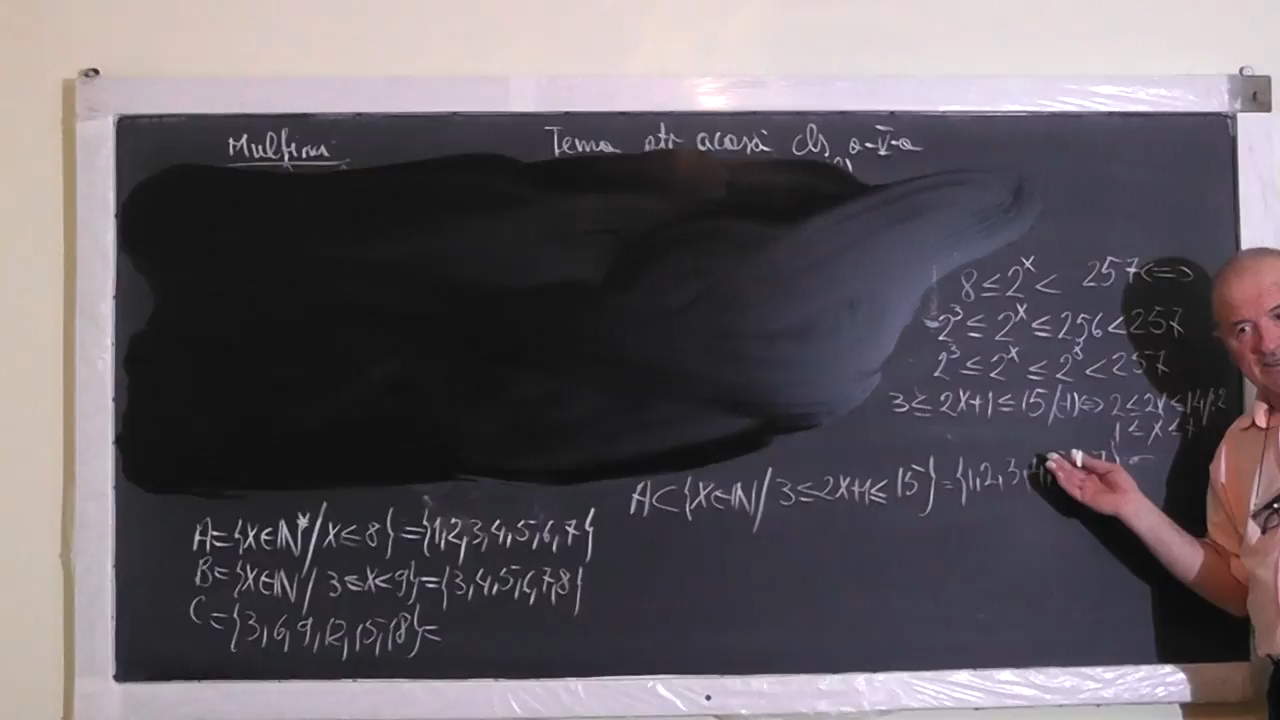 Mulțimi
Tema ptr acasă cls a-V-a
8≤2^x< 257<=>
2^3≤2^x≤256<257
2^3≤2^x≤2^8<257
3≤2x+1≤15/(-1)<=> 2≤2x≤14/:2
1≤x≤7
A⊂{x∈N/3≤2x+1≤15}={1,2,3,4,
A={x∈N*/x≤8}={1,2,3,4,5,6,7}
B={x∈N/3≤x<9}={3,4,5,6,7,8}
C={3,6,9,12,15,18}=